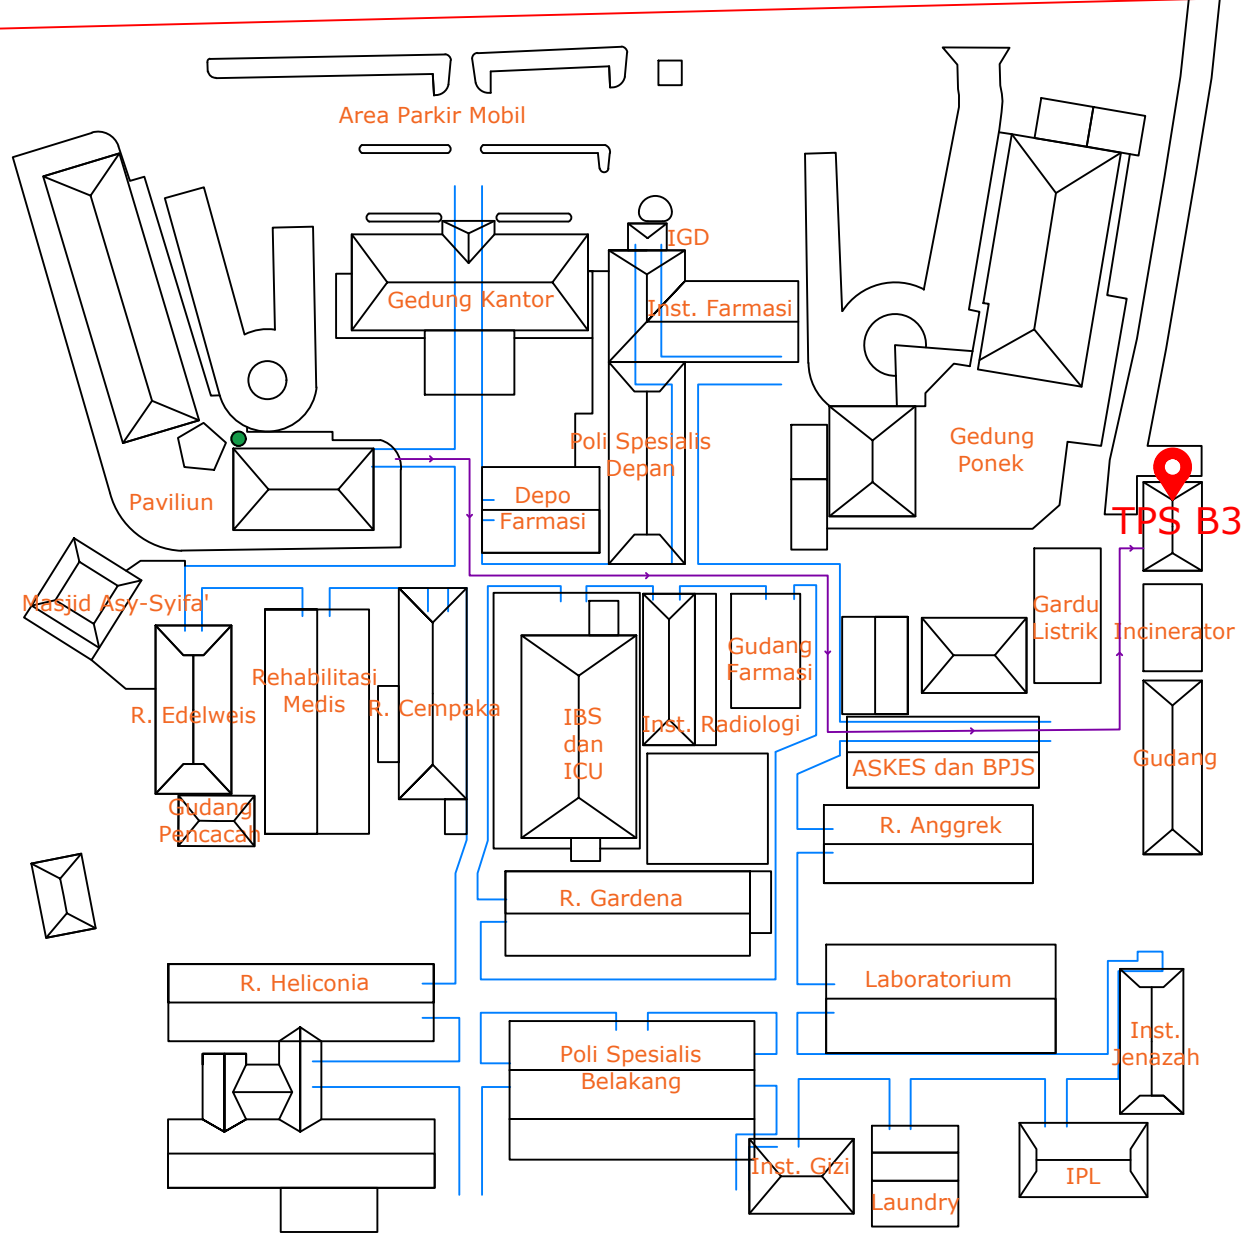 Area Parkir Mobil
IGD
Gedung Kantor
Inst. Farmasi
Poli Spesialis
Depan
Gedung
Ponek
Paviliun
Depo
Farmasi
TPS B3
Masjid Asy-Syifa'
Gardu
Listrik
Incinerator
Gudang
Farmasi
Rehabilitasi
Medis
R. Edelweis
R. Cempaka
IBS
dan
ICU
Inst. Radiologi
Gudang
ASKES dan BPJS
Gudang
Pencacah
R. Anggrek
R. Gardena
R. Heliconia
Laboratorium
Inst.
Jenazah
Poli Spesialis
Belakang
Inst. Gizi
IPL
Laundry